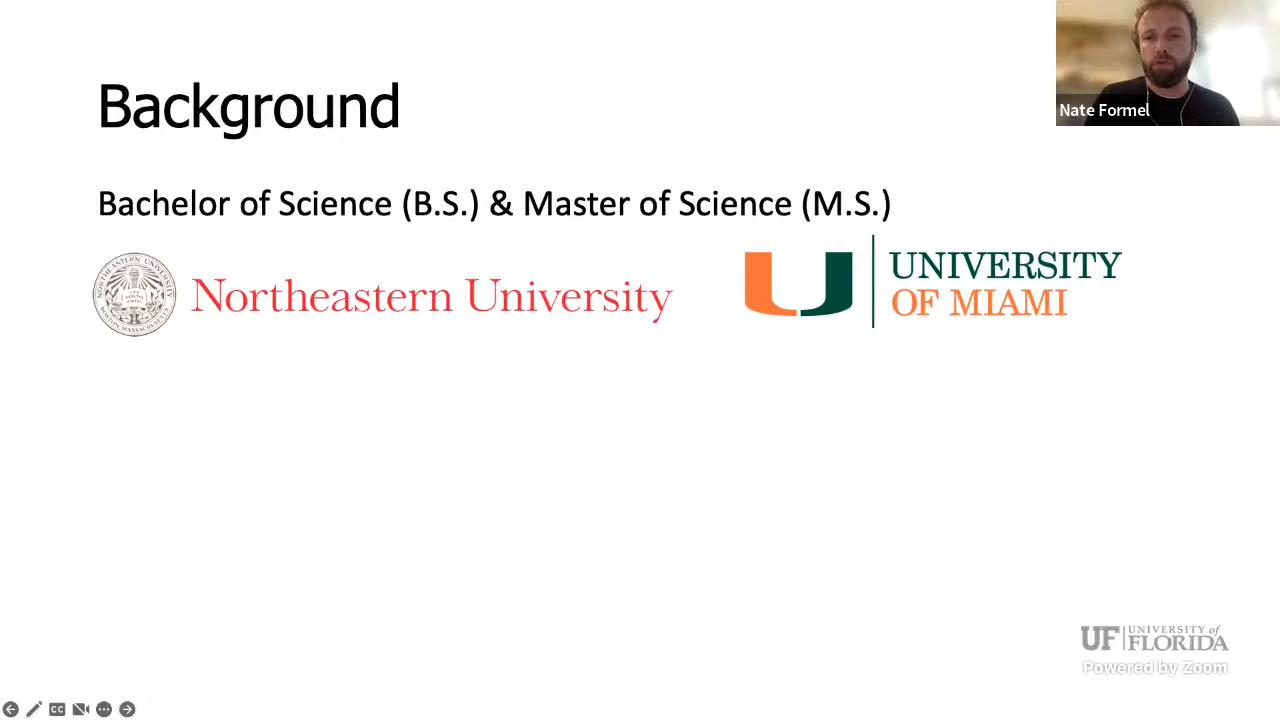 Background
Nate Formel
Bachelor of Science (B.S.) & Master of Science (M.S.)
Northeastern University
UNIVERSITY
OF MIAMI
UF UNIVERSITY of
FLORIDA
Powered by Zoom
CC